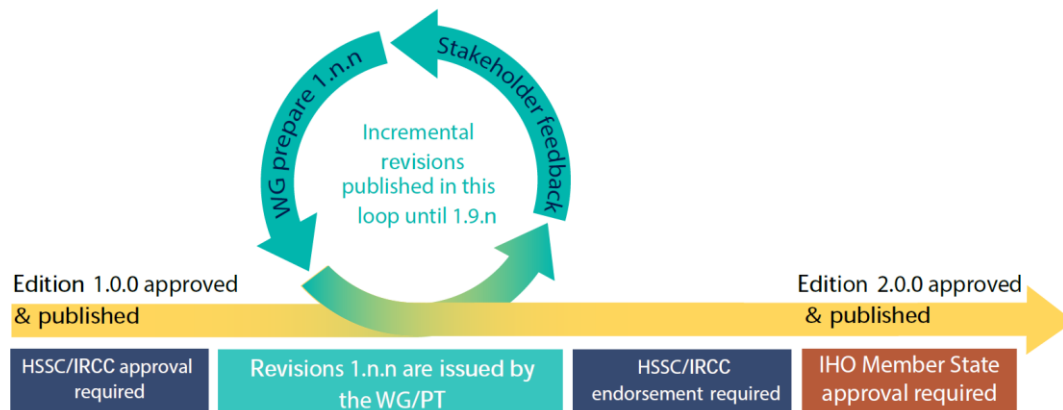 WG prepare 1.n.n
Stakeholder feedback
Incremental
revisions
published in this
loop until 1.9.n
Edition 1.0.0 approved
& published
Edition 2.0.0 approved
& published
HSSC/IRCC approval
required
Revisions 1.n.n are issued by
the WG/PT
HSSC/IRCC
endorsement required
IHO Member State
approval required